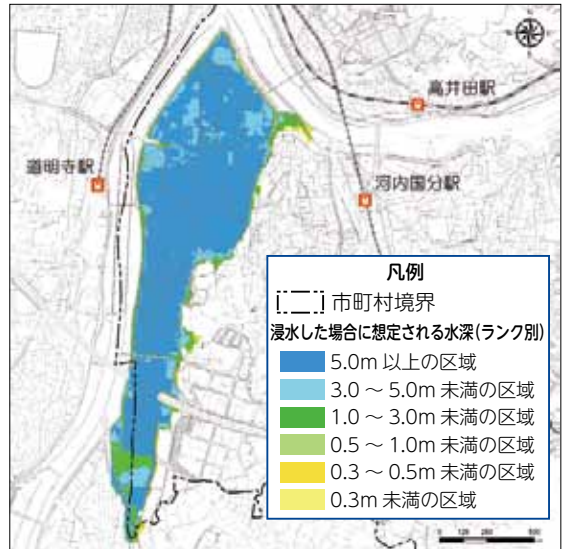 高井田駅
道明寺駅
河内国分駅
凡例
市町村境界
浸水した場合に想定される水深(ランク別)
5.0m 以上の区域
3.0 ～ 5.0m 未満の区域
1.0 ～ 3.0m 未満の区域
0.5 ～ 1.0m 未満の区域
0.3 ～ 0.5m 未満の区域
0.3m 未満の区域